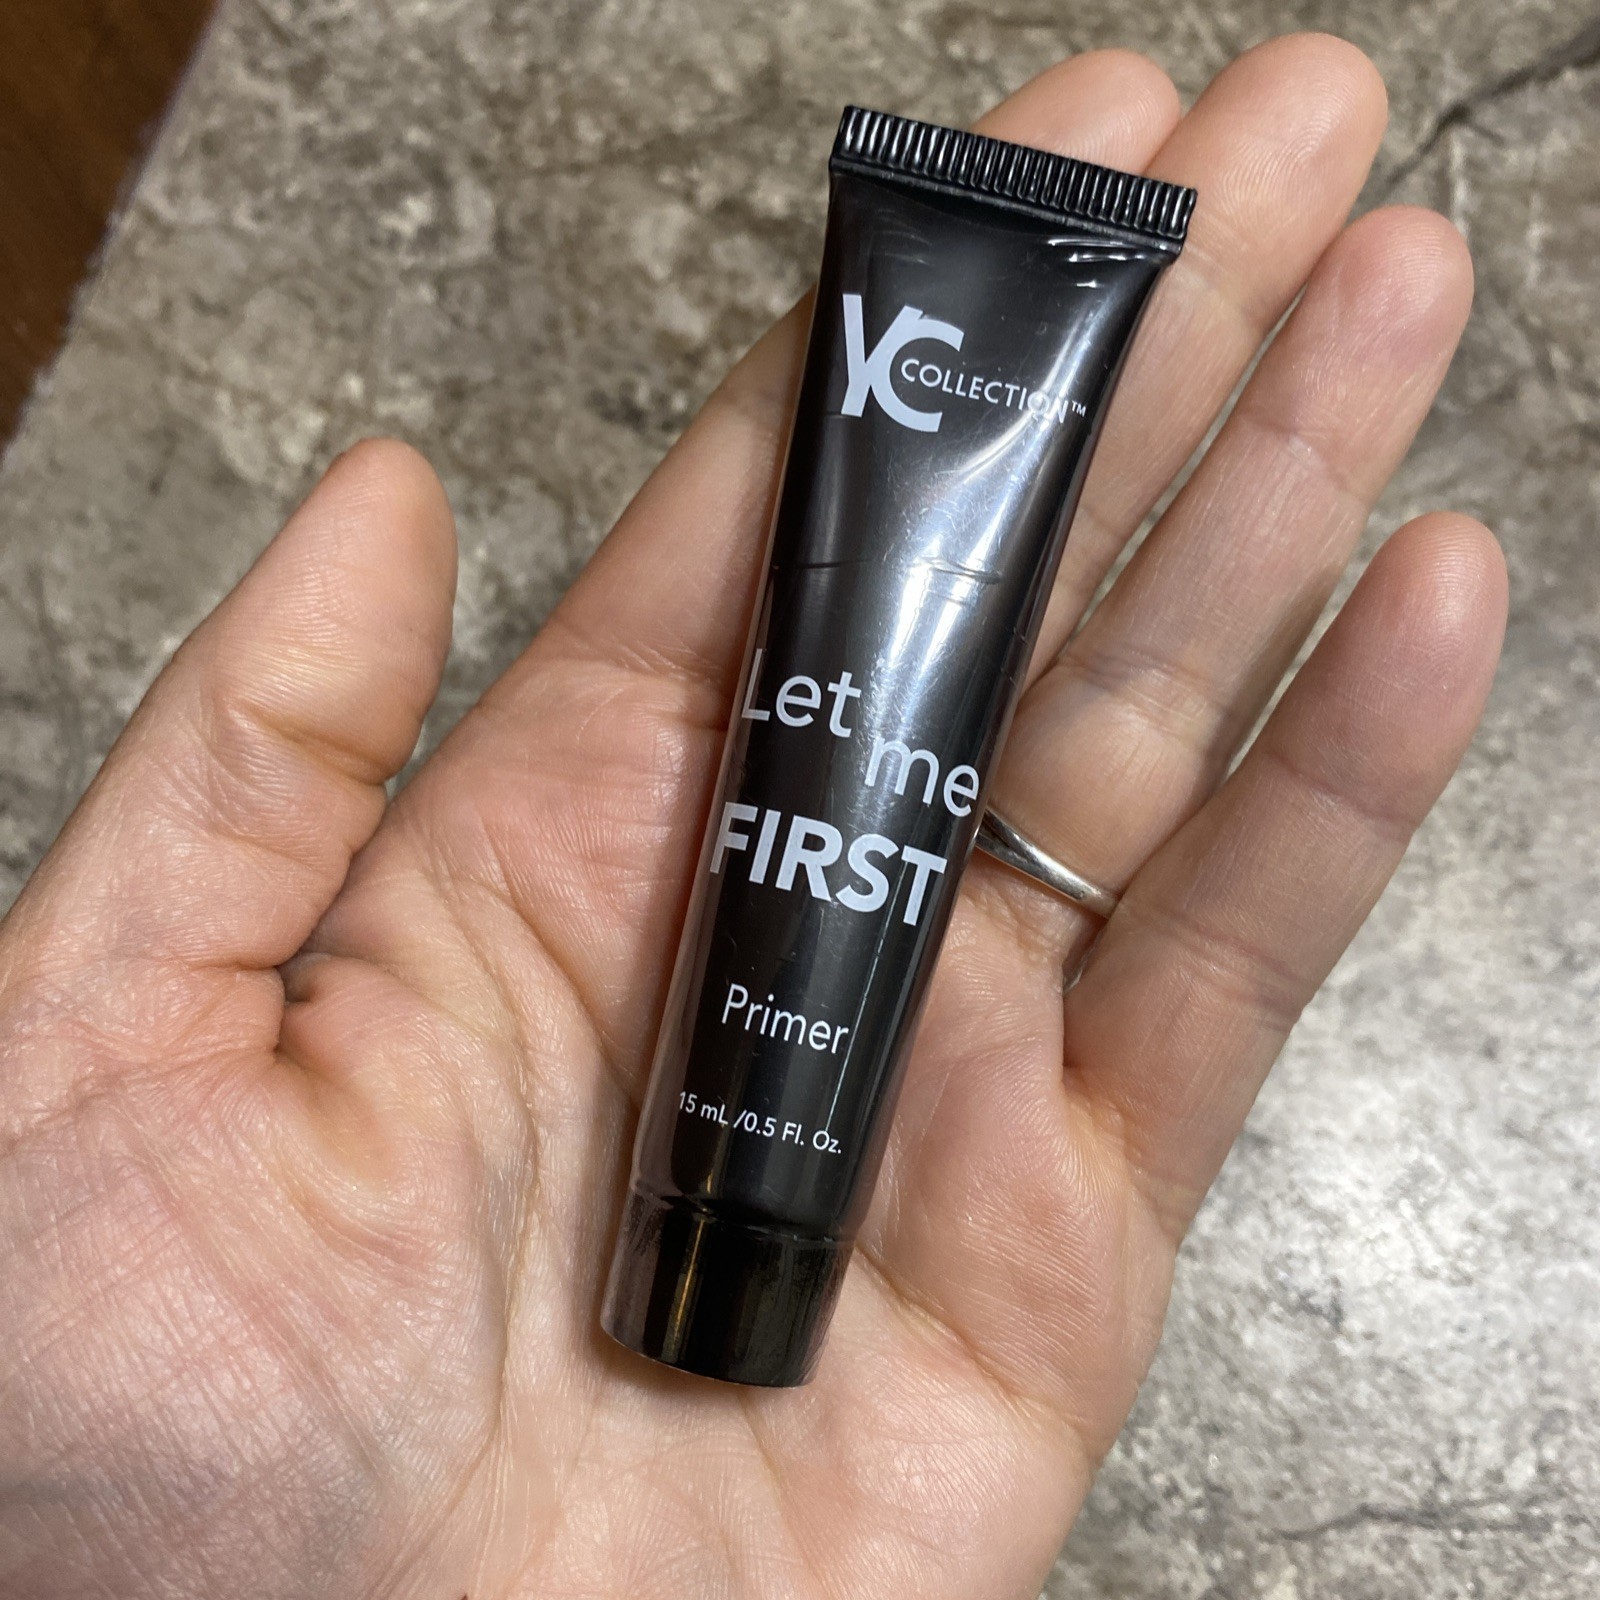 YC COLLECTION™
Let
me
FIRST
Primer
15 mL /0.5 Fl. Oz.